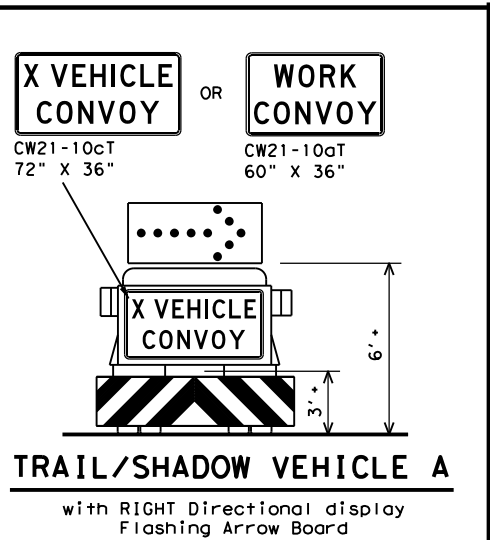 X VEHICLE
CONVOY
OR
WORK
CONVOY
CW21-10cT
72" X 36"
CW21-10aT
60" X 36"
X VEHICLE
CONVOY
6'+
3'+
TRAIL/SHADOW VEHICLE A
with RIGHT Directional display
Flashing Arrow Board